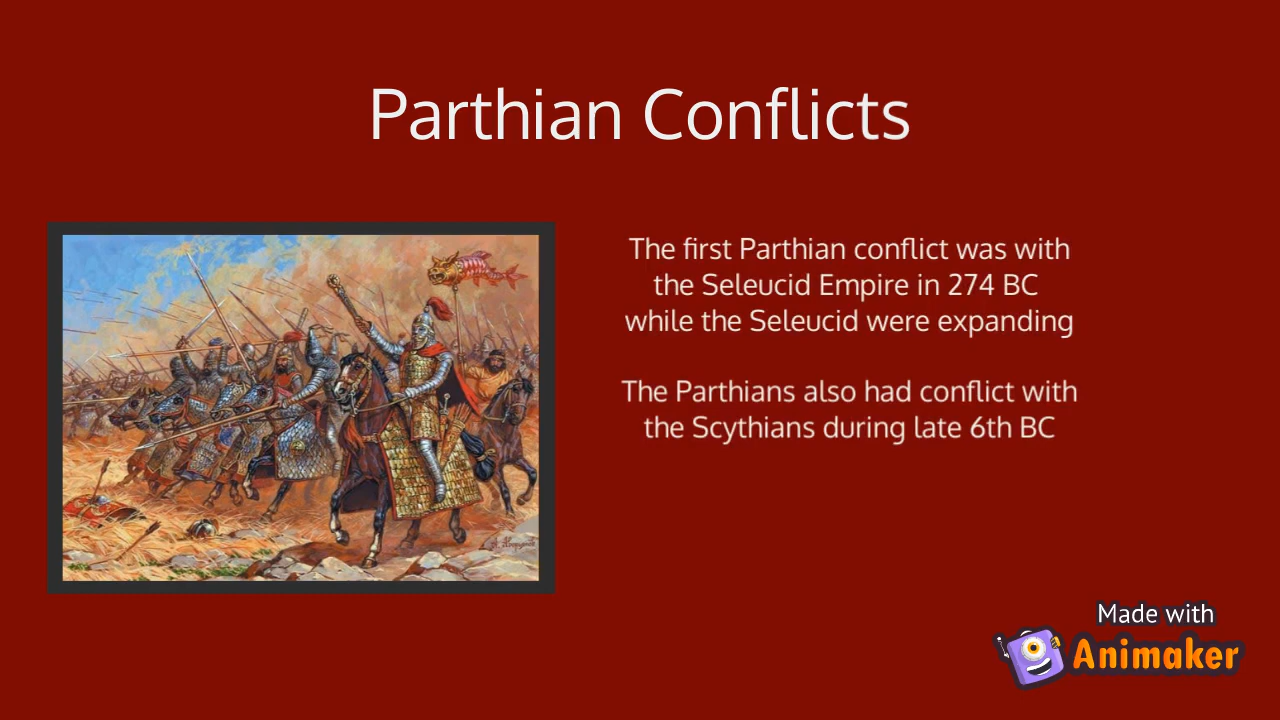 Parthian Conflicts
The first Parthian conflict was with
the Seleucid Empire in 274 BC
while the Seleucid were expanding
The Parthians also had conflict with
the Scythians during late 6th BC
Made with
Animaker